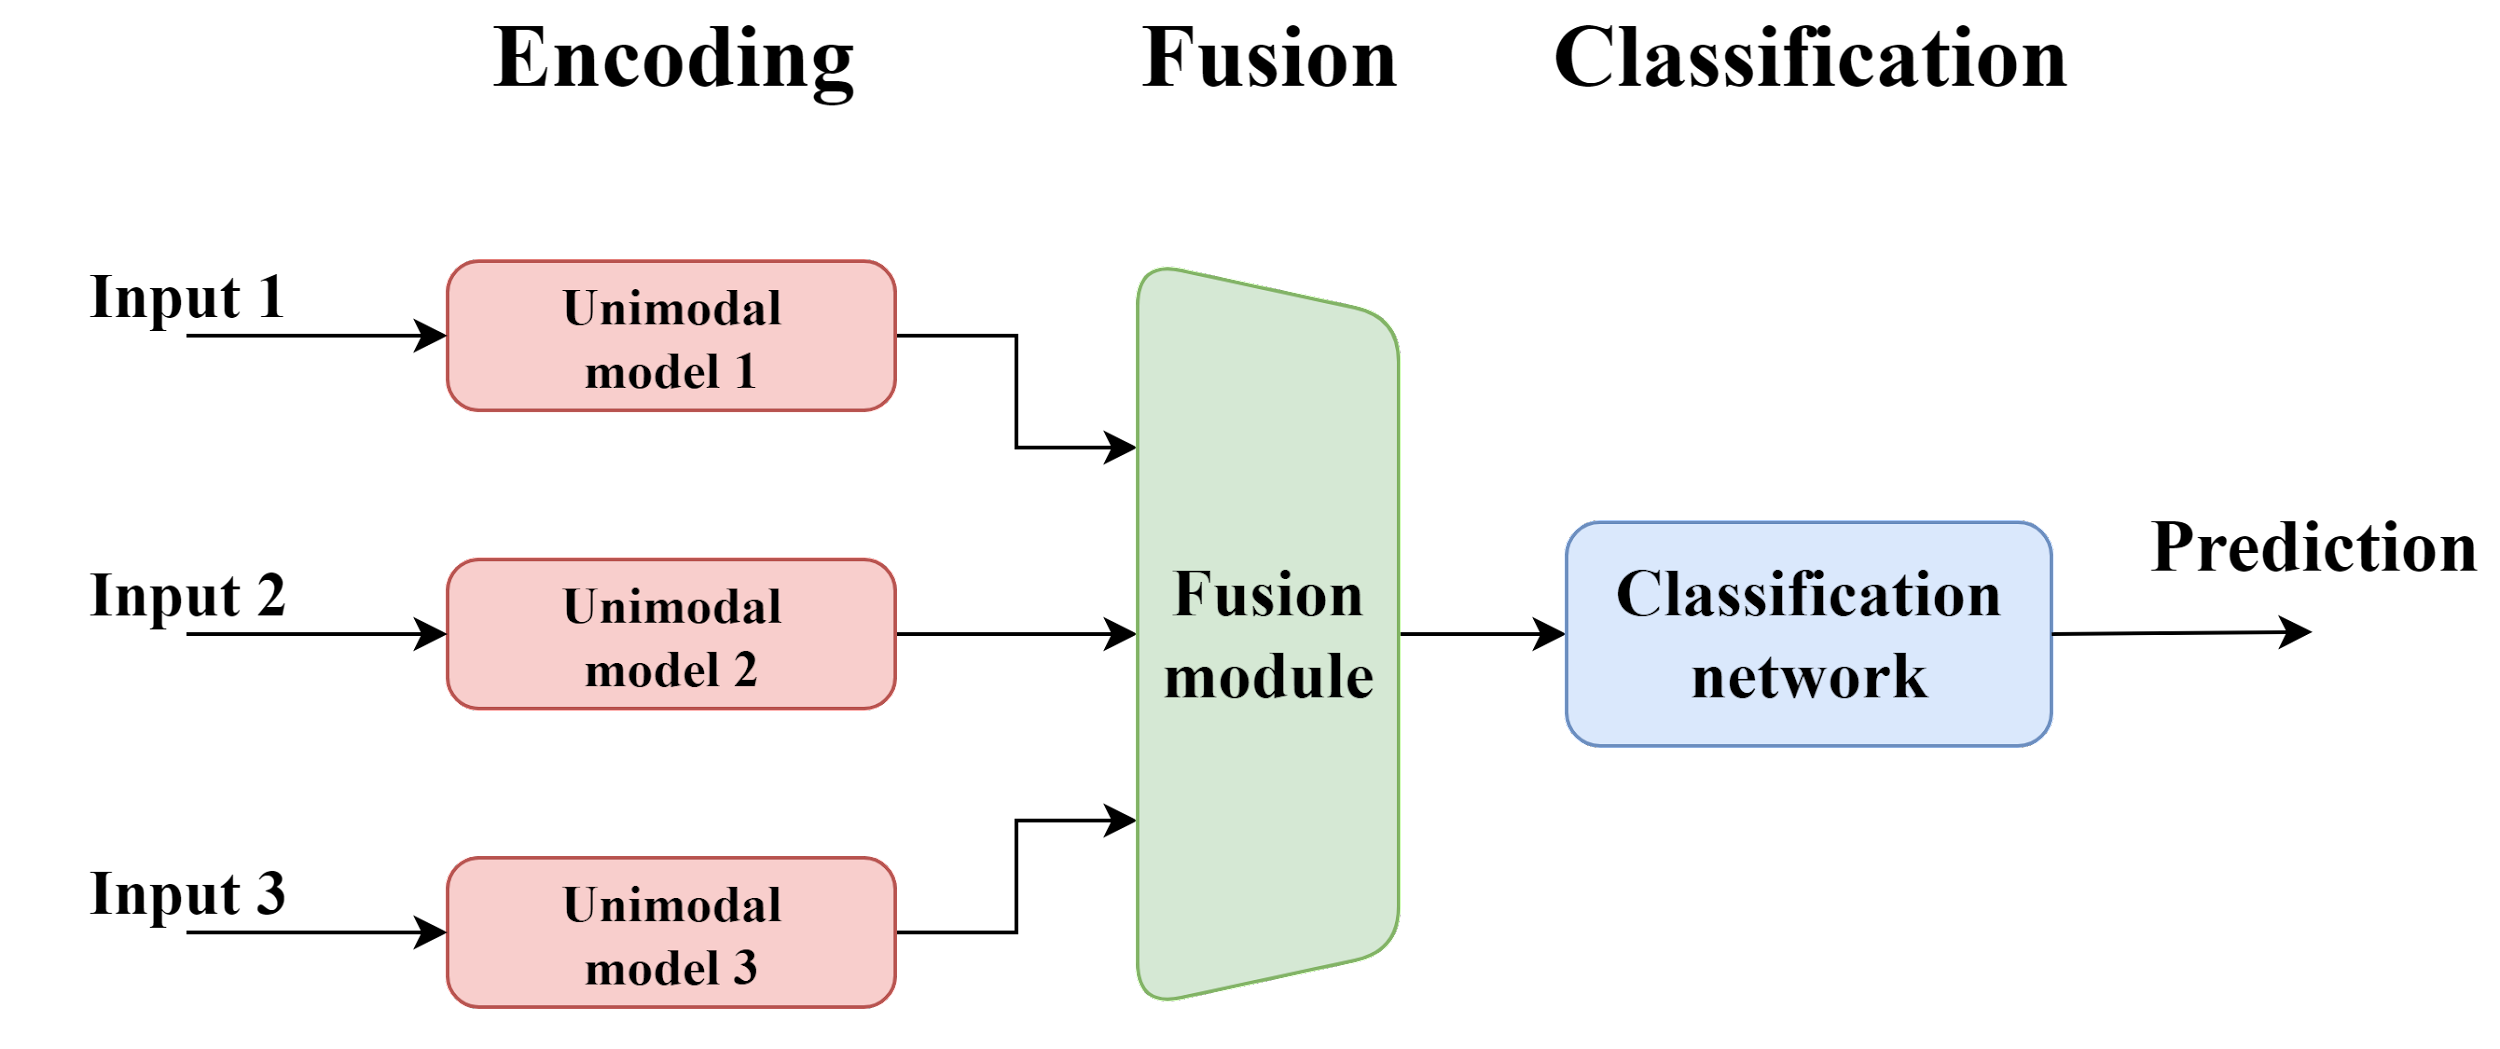 Encoding
Fusion
Classification
Input 1
Unimodal
model 1
Input 2
Unimodal
model 2
Input 3
Unimodal
model 3
Fusion
module
Classification
network
Prediction